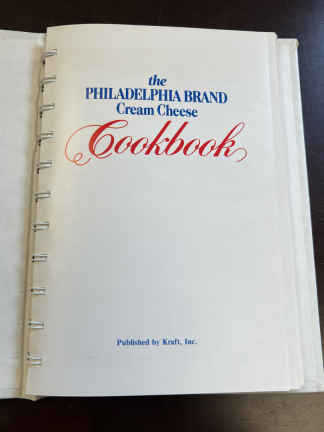 the
PHILADELPHIA BRAND
Cream Cheese
Cookbook
Published by Kraft, Inc.